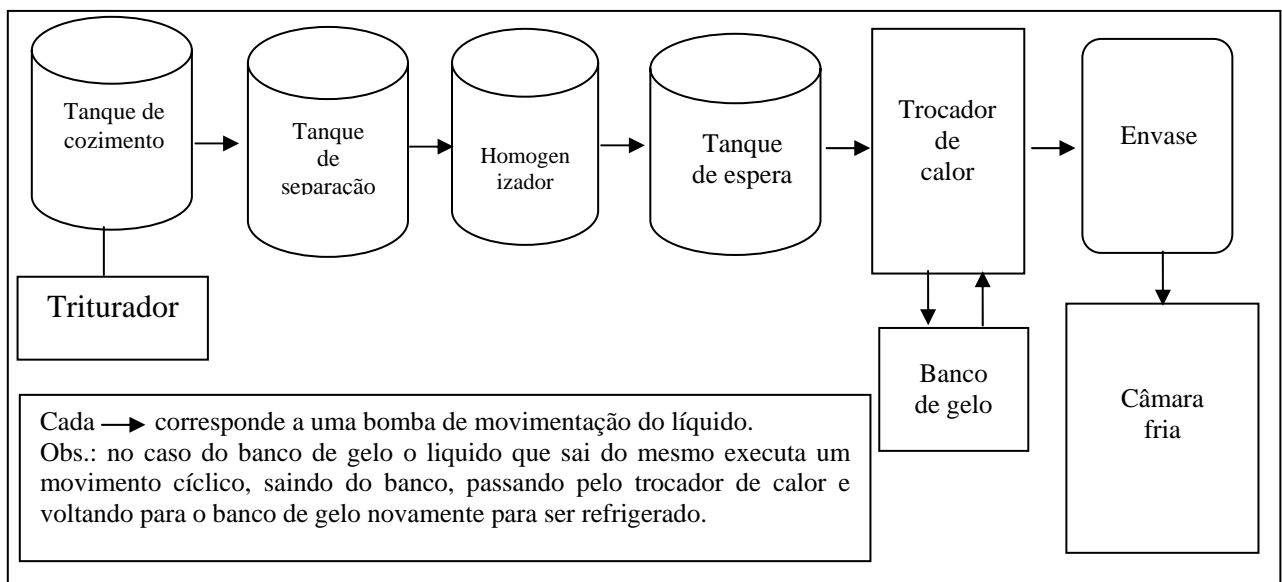 Tanque de
cozimento
Tanque
de
separação
Homogen
izador
Tanque
de espera
Trocador
de
calor
Envase
Triturador
Banco
de gelo
Câmara
fria
Cada → corresponde a uma bomba de movimentação do líquido.
Obs.: no caso do banco de gelo o liquido que sai do mesmo executa um
movimento cíclico, saindo do banco, passando pelo trocador de calor e
voltando para o banco de gelo novamente para ser refrigerado.